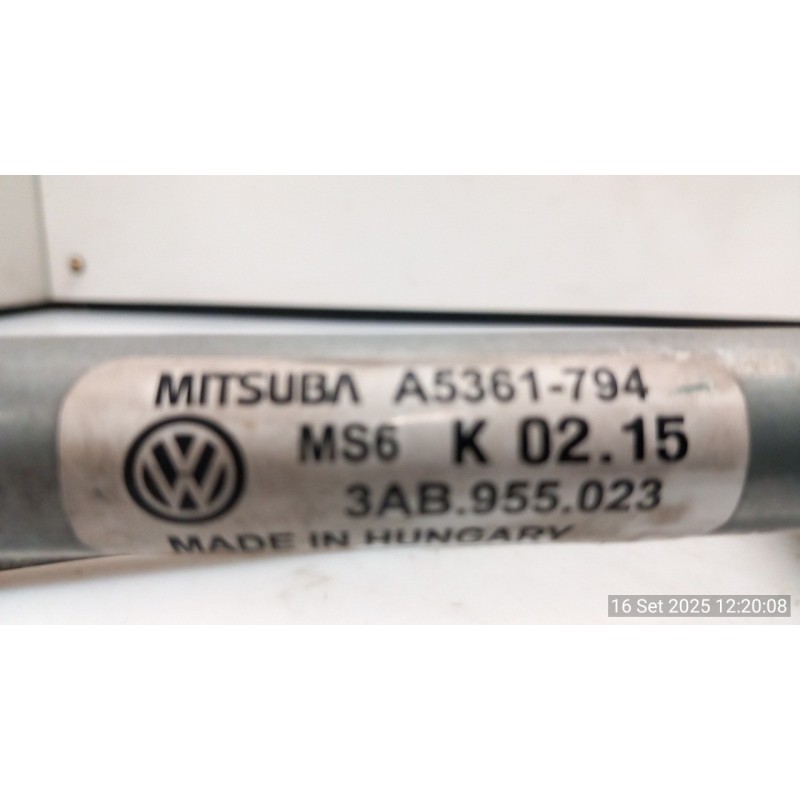 MITSUBA A5361-794
MS6 K 02.15
3AB.955.023
MADE IN HUNGARY
16 Set 2025 12:20:08